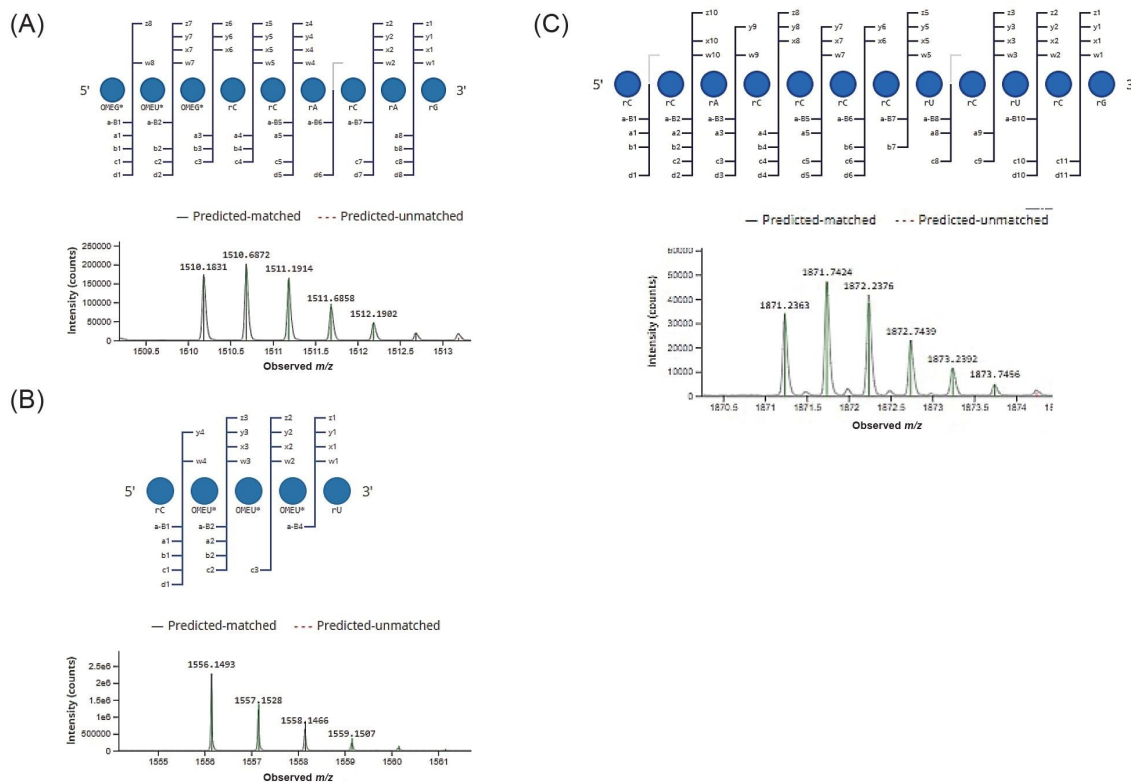 (A)
z8 z7 z6 z5 z4 z2 z1
y7 y6 y5 y4 y2 y1
x7 x6 x5 x4 x2 x1
w8 w7 w5 w4 w2 w1
5' 3'
OMEG* OMEU* OMEG* rC rC rA rC rA rG
a-B1 a-B2 a-B5 a-B6 a-B7
a1 a3 a4 a5 a8
b1 b2 b3 b4 b8
c1 c2 c3 c4 c5 c7 c8
d1 d2 d5 d6 d7 d8
Predicted-matched Predicted-unmatched
Intensity (counts)
250000
200000
150000
100000
50000
0
1510.1831 1510.6872 1511.1914 1511.6858 1512.1902
1509.5 1510 1510.5 1511 1511.5 1512 1512.5 1513
Observed m/z
(B)
z3 z2 z1
y4 y3 y2 y1
x3 x2 x1
w4 w3 w2 w1
5' 3'
rC OMEU* OMEU* OMEU* rU
a-B1 a-B2 a-B4
a1 a2
b1 b2
c1 c2 c3
d1
Predicted-matched Predicted-unmatched
Intensity (counts)
2.5e6
2e6
1.5e6
1e6
500000
0
1556.1493 1557.1528 1558.1466 1559.1507
1555 1556 1557 1558 1559 1560 1561
Observed m/z
(C)
z10 z8 z5 z3 z2 z1
y9 y8 y7 y6 y5 y3 y2 y1
x10 x8 x7 x6 x5 x3 x2 x1
w10 w9 w7 w5 w3 w2 w1
5' 3'
rC rC rA rC rC rC rC rU rC rU rC rG
a-B1 a-B2 a-B3 a-B5 a-B6 a-B7 a-B8 a-B10
a1 a2 a3 a4 a8 a9
b1 b2 b4 b6 b7
c2 c3 c4 c5 c6 c8 c9 c10 c11
d1 d2 d3 d4 d5 d6 d10 d11
Predicted-matched Predicted-unmatched
Intensity (counts)
60000
50000
40000
30000
20000
10000
0
1871.2363 1871.7424 1872.2376 1872.7439 1873.2392 1873.7456
1870.5 1871 1871.5 1872 1872.5 1873 1873.5 1874
Observed m/z